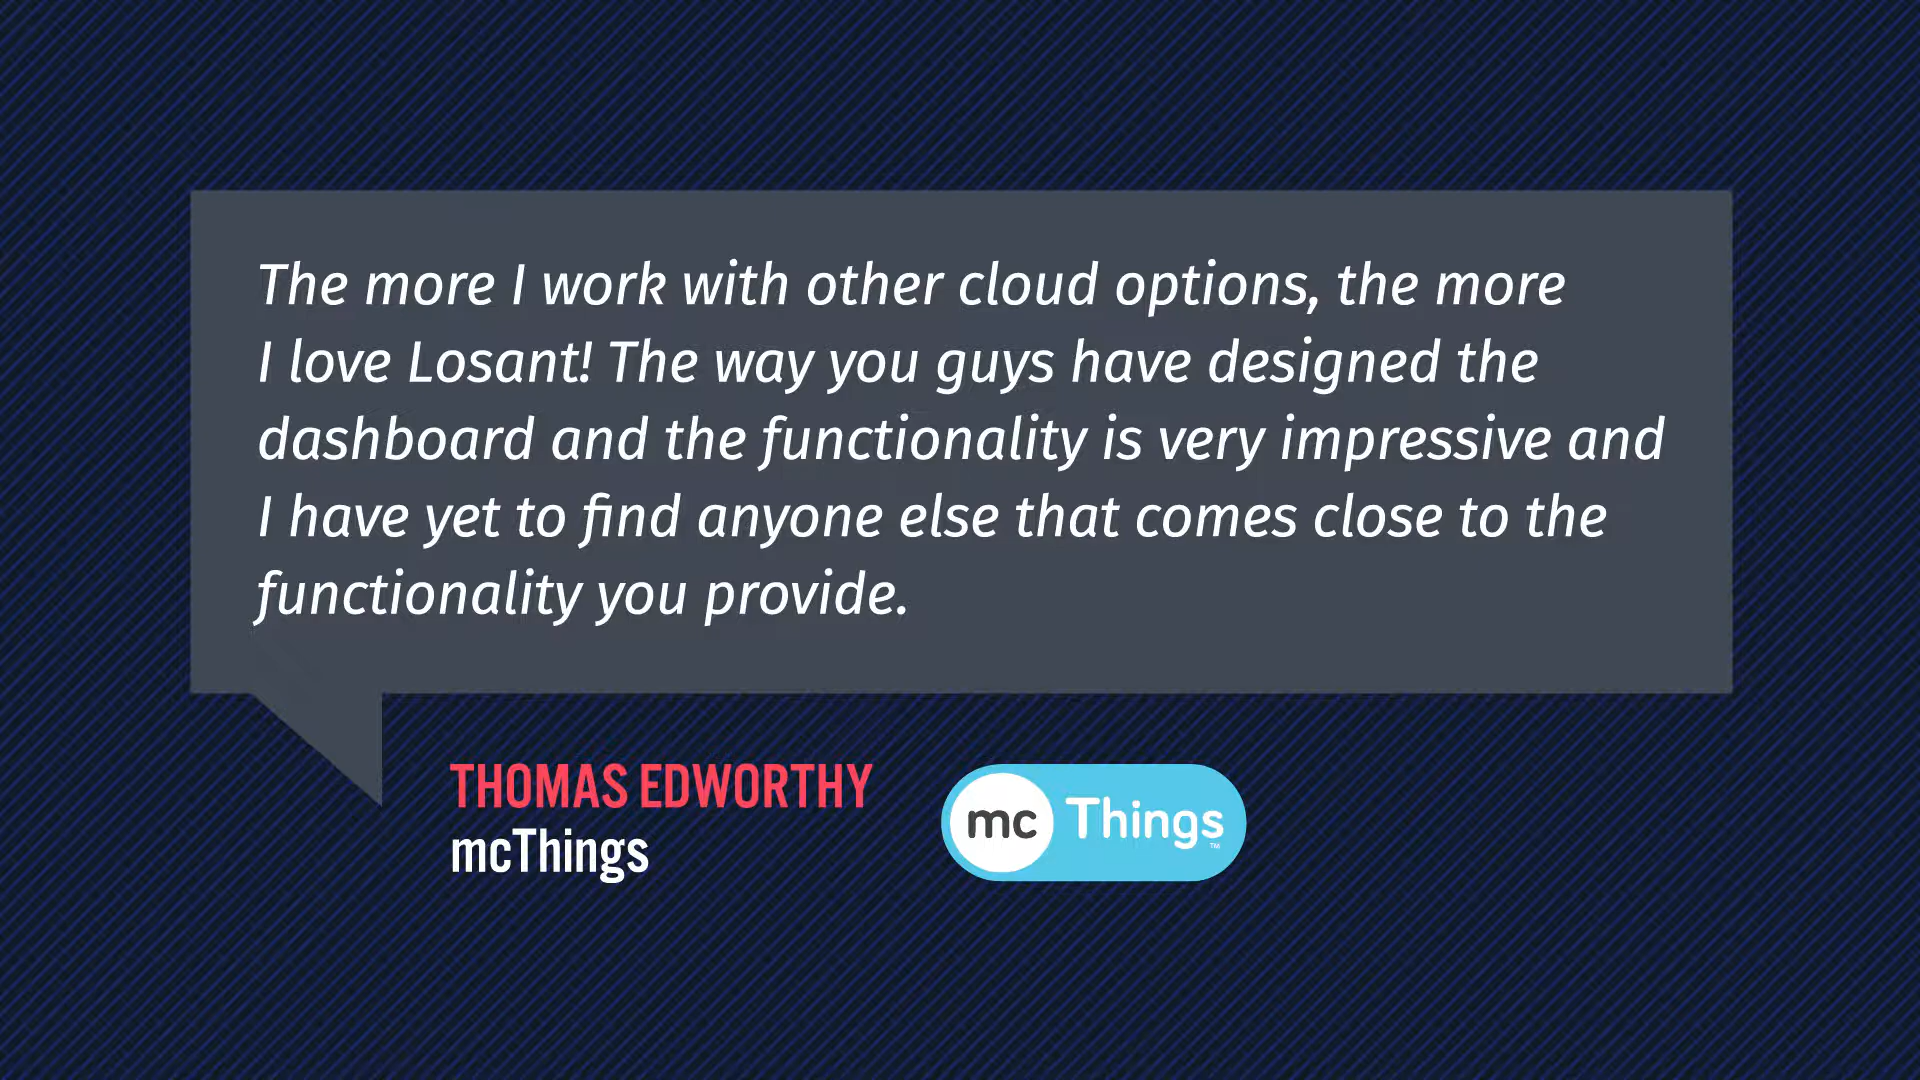 The more I work with other cloud options, the more
I love Losant! The way you guys have designed the
dashboard and the functionality is very impressive and
I have yet to find anyone else that comes close to the
functionality you provide.
THOMAS EDWORTHY
mcThings
mc Things™